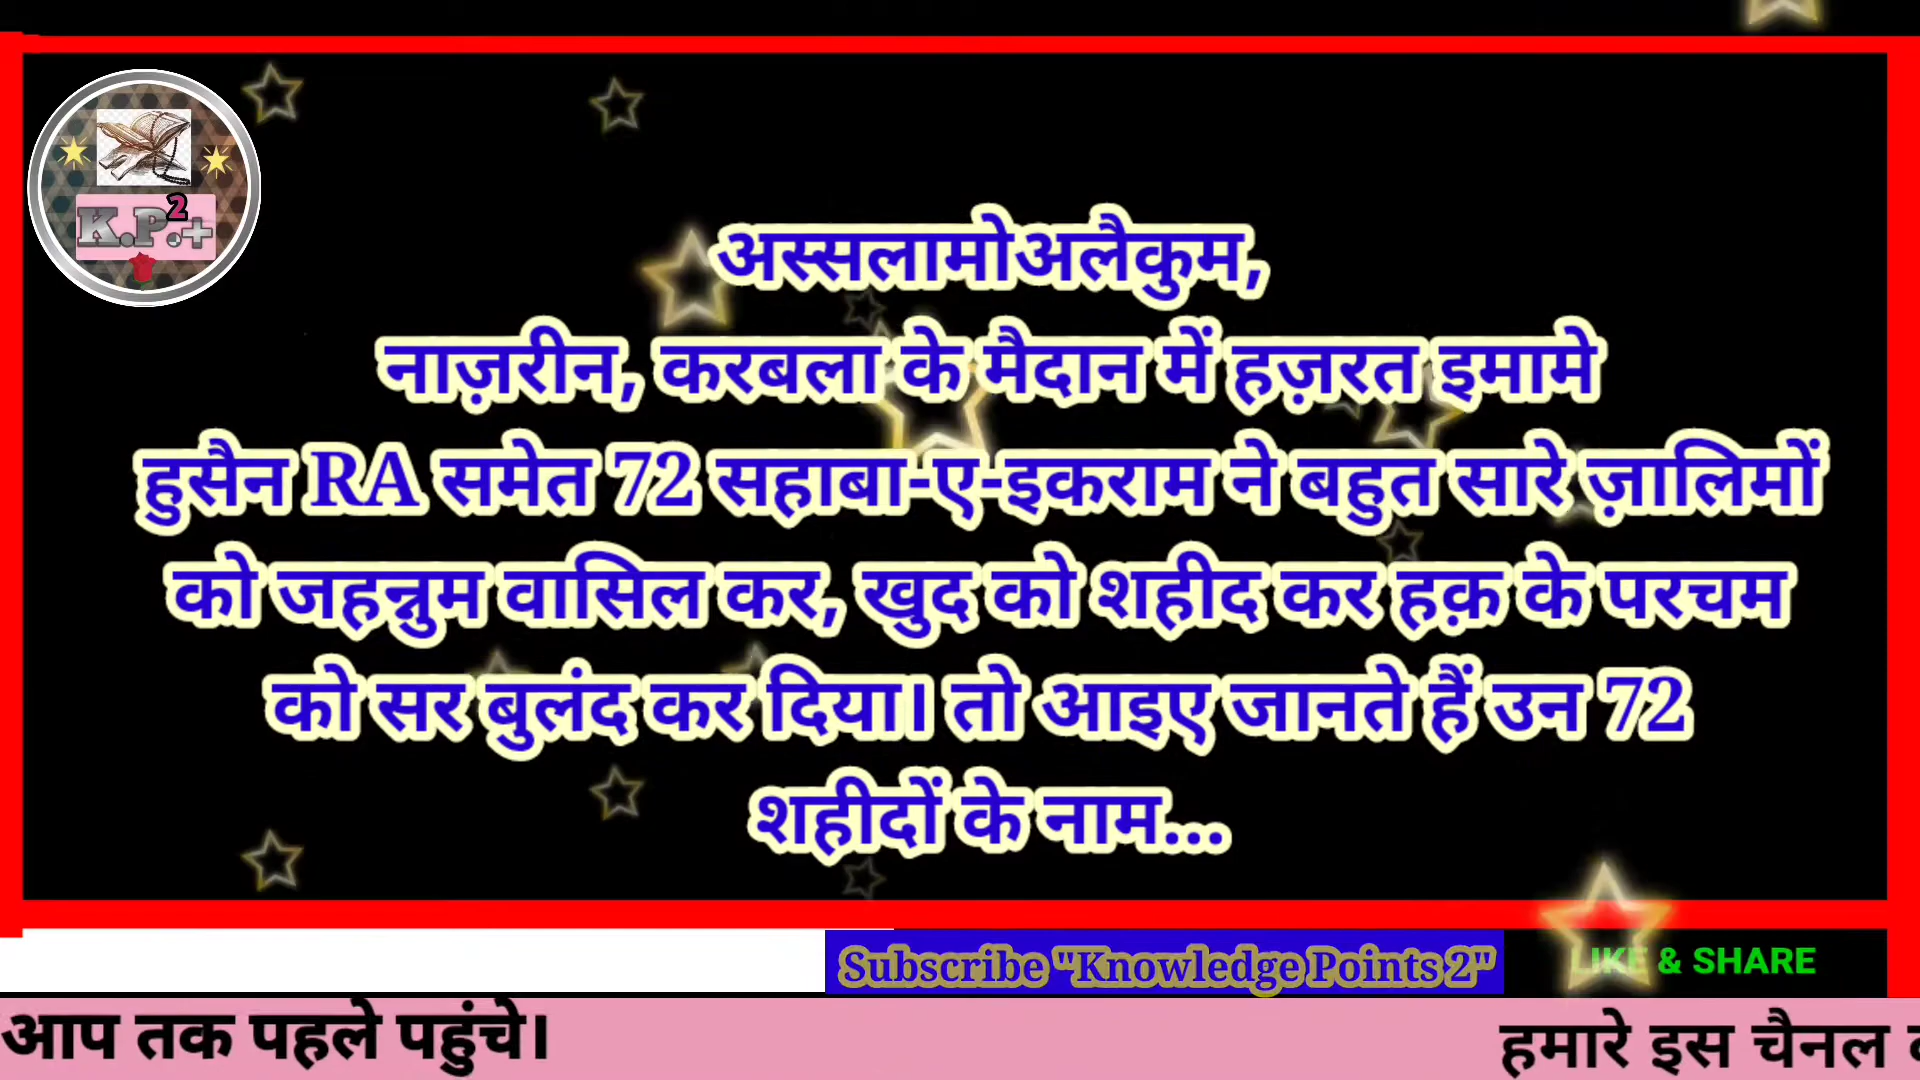 K.P.²+
अस्सलामोअलैकुम,
नाज़रीन, करबला के मैदान में हज़रत इमामे
हुसैन RA समेत 72 सहाबा-ए-इकराम ने बहुत सारे ज़ालिमों
को जहन्नुम वासिल कर, खुद को शहीद कर हक़ के परचम
को सर बुलंद कर दिया। तो आइए जानते हैं उन 72
शहीदों के नाम...
Subscribe "Knowledge Points 2"
LIKE & SHARE
आप तक पहले पहुंचे।
हमारे इस चैनल